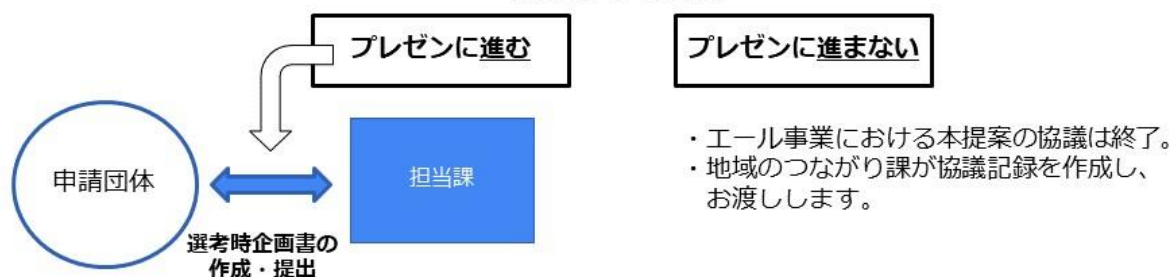 プレゼンに進む
プレゼンに進まない
申請団体
担当課
選考時企画書の
作成・提出
・エール事業における本提案の協議は終了。
・地域のつながり課が協議記録を作成し、
お渡しします。